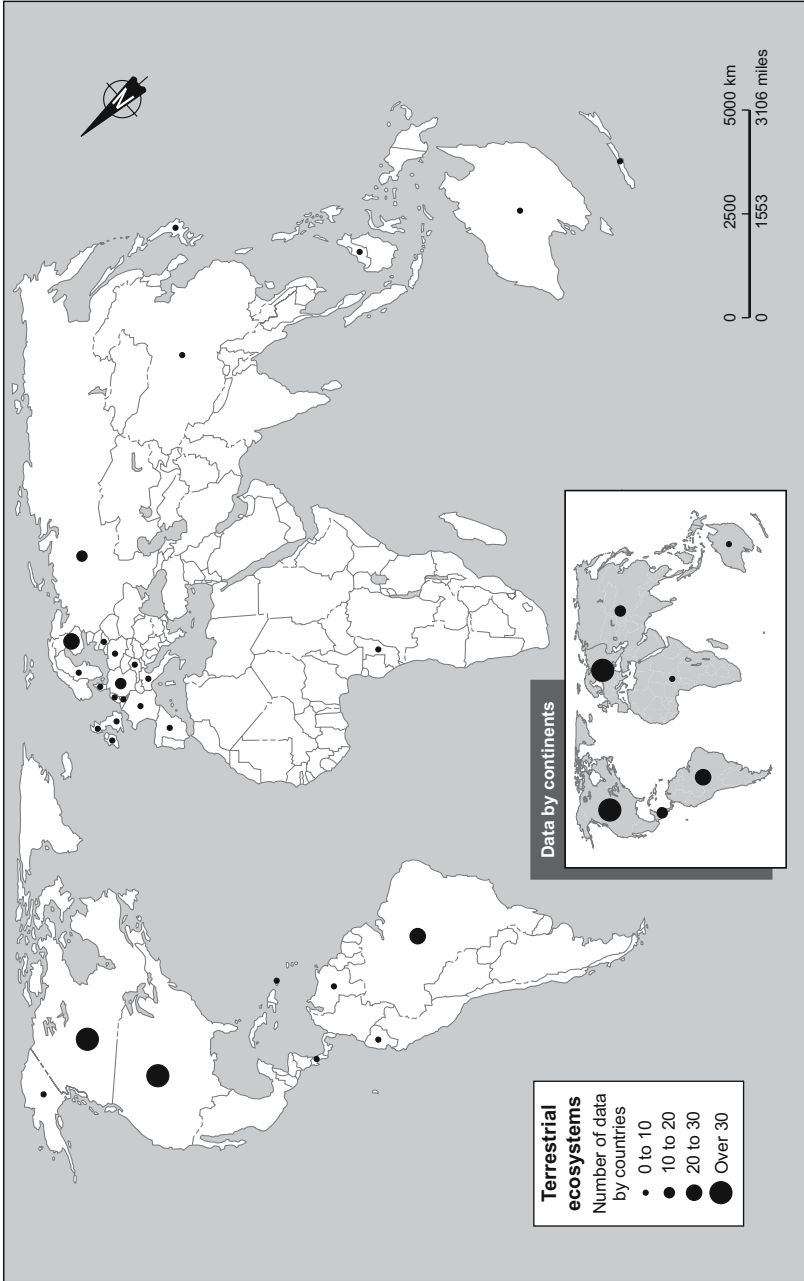 N
0 2500 5000 km
0 1553 3106 miles
Data by continents
Terrestrial
ecosystems
Number of data
by countries
0 to 10
10 to 20
20 to 30
Over 30